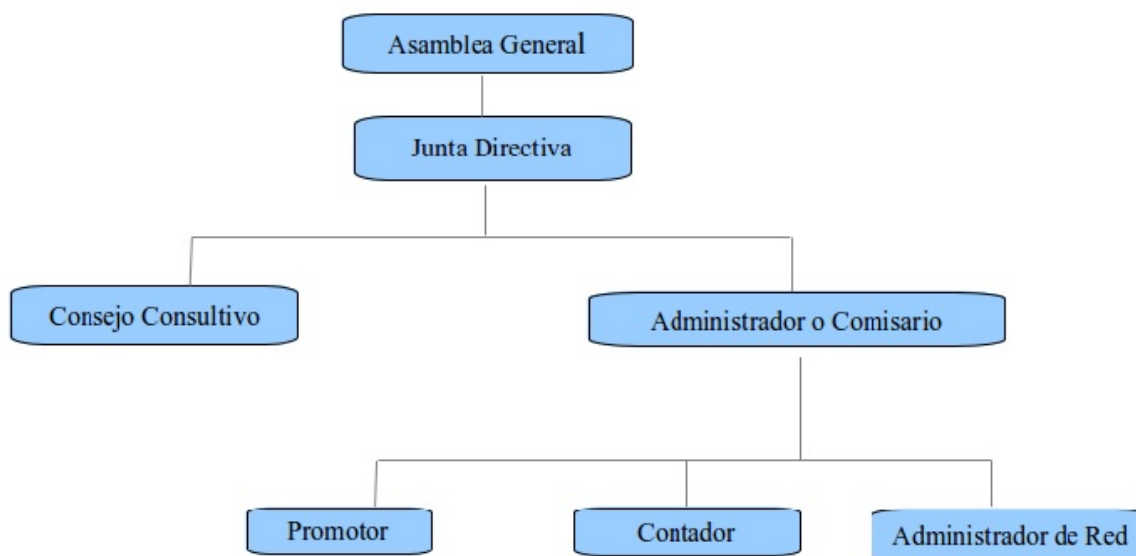 Asamblea General
Junta Directiva
Consejo Consultivo
Administrador o Comisario
Promotor
Contador
Administrador de Red